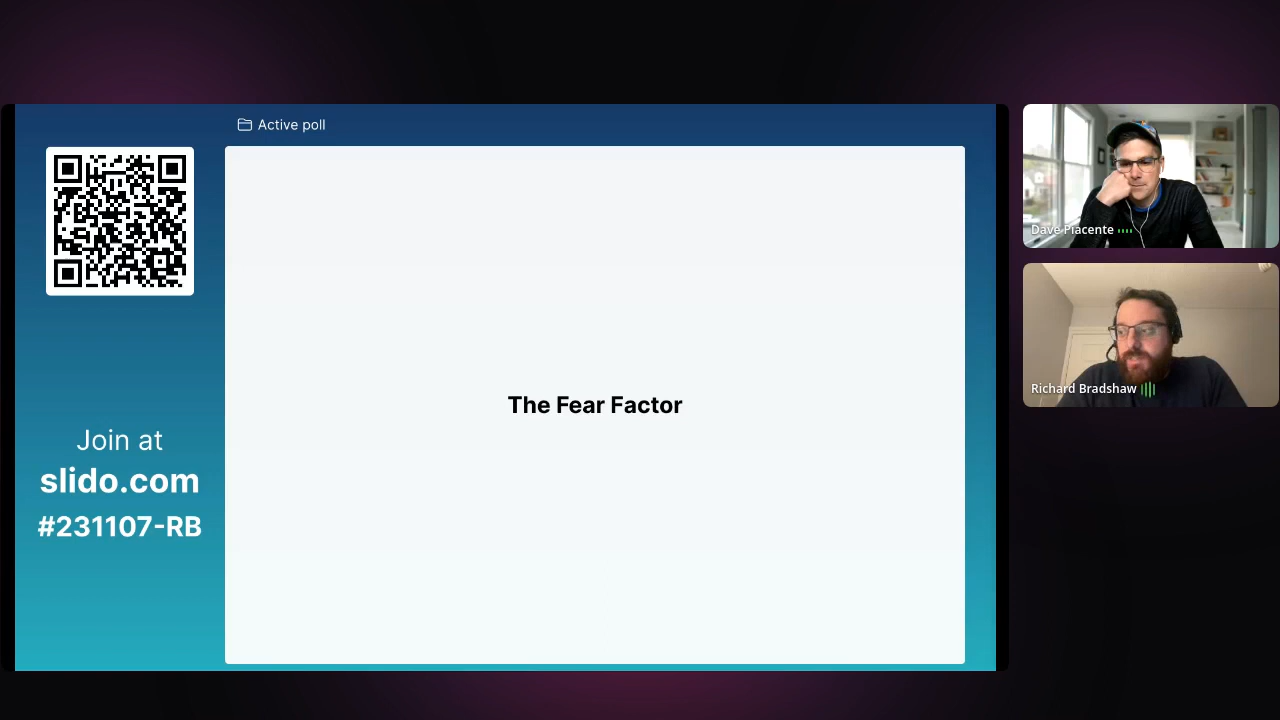 Active poll
The Fear Factor
Join at
slido.com
#231107-RB
Dave Piacente
Richard Bradshaw